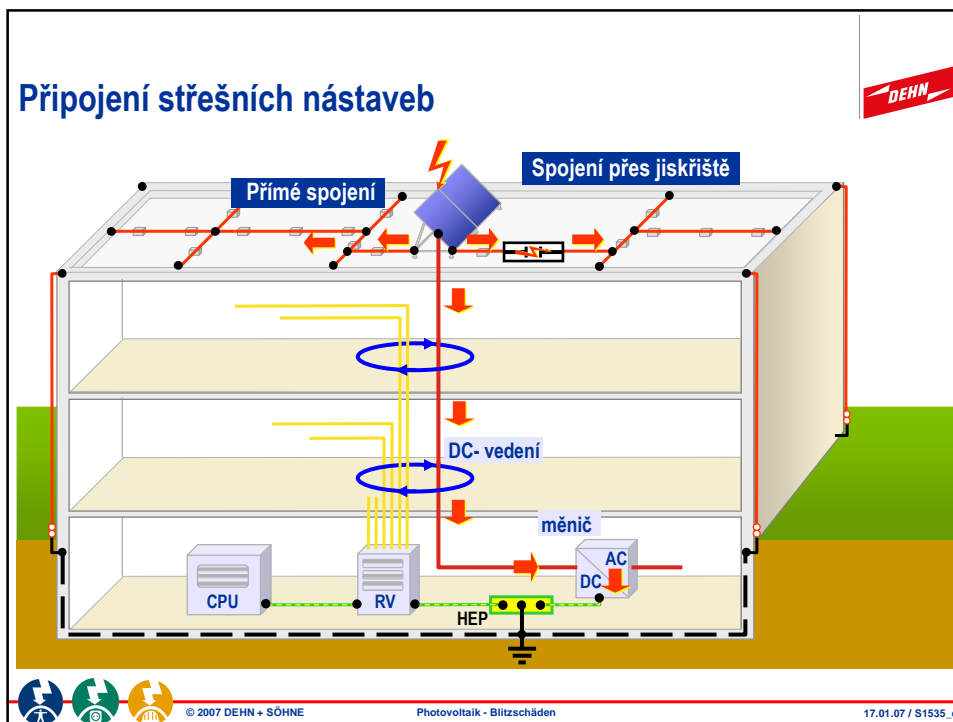 Připojení střešních nástaveb
DEHN
Přímé spojení
Spojení přes jiskřiště
DC- vedení
měnič
AC
DC
CPU
RV
HEP
© 2007 DEHN + SÖHNE
Photovoltaik - Blitzschäden
17.01.07 / S1535_